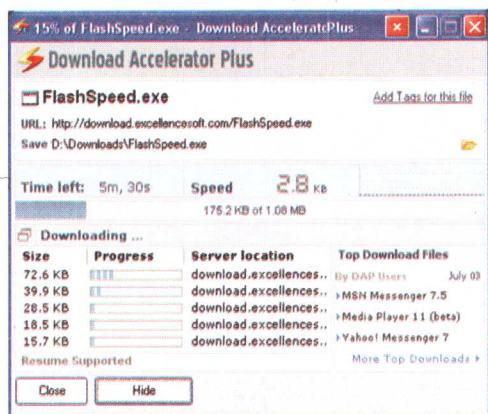 15% of FlashSpeed.exe - Download AcceleratcPlus
Download Accelerator Plus
FlashSpeed.exe
Add Tags for this file
URL: http://download.excellencesoft.com/FlashSpeed.exe
Save D:\Downloads\FlashSpeed.exe
Time left: 5m, 30s Speed 2.8 KB
175.2 KB of 1.08 MB
Downloading ...
Size Progress Server location Top Download Files
72.6 KB download.excellences.. By DAP Users July 03
39.9 KB download.excellences.. MSN Messenger 7.5
28.5 KB download.excellences.. Media Player 11 (beta)
18.5 KB download.excellences.. Yahoo! Messenger 7
15.7 KB download.excellences.. More Top Downloads
Resume Supported
Close Hide